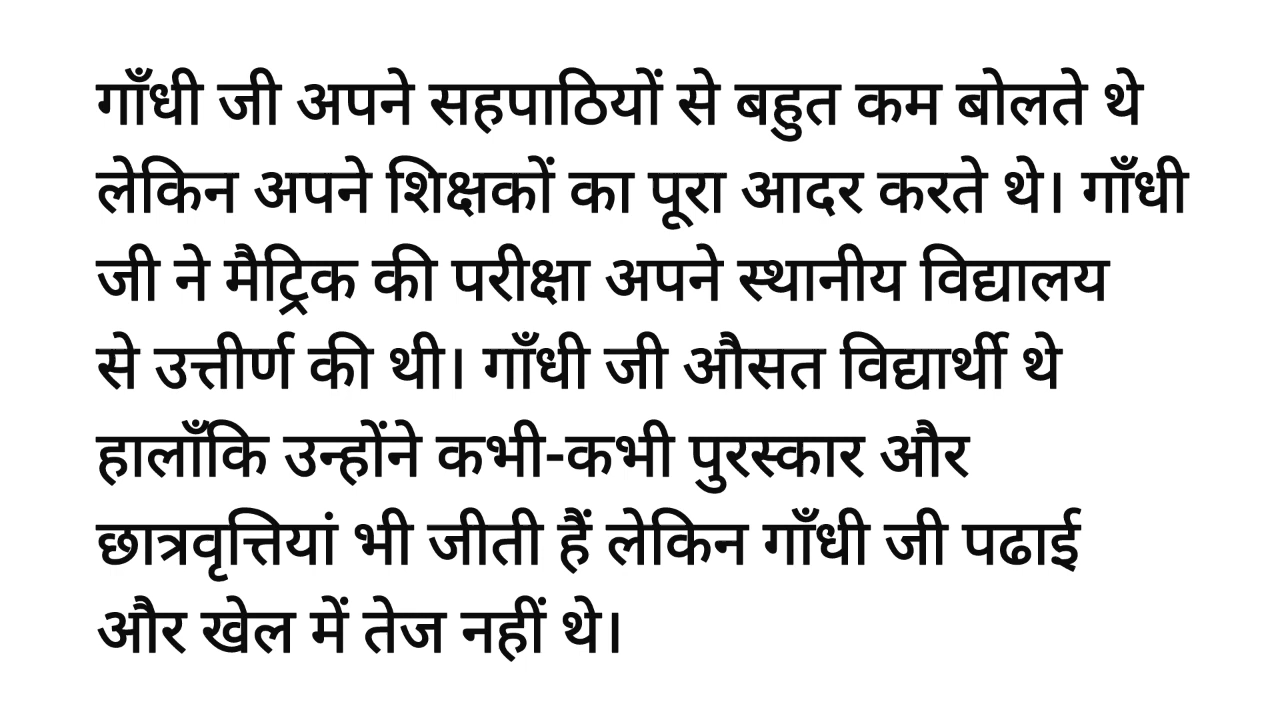 गाँधी जी अपने सहपाठियों से बहुत कम बोलते थे
लेकिन अपने शिक्षकों का पूरा आदर करते थे। गाँधी
जी ने मैट्रिक की परीक्षा अपने स्थानीय विद्यालय
से उत्तीर्ण की थी। गाँधी जी औसत विद्यार्थी थे
हालाँकि उन्होंने कभी-कभी पुरस्कार और
छात्रवृत्तियां भी जीती हैं लेकिन गाँधी जी पढाई
और खेल में तेज नहीं थे।